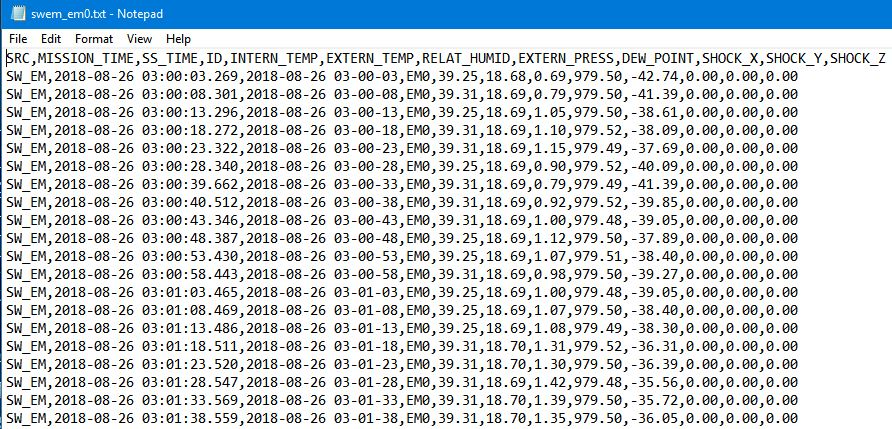 swem_em0.txt - Notepad
File Edit Format View Help
SRC,MISSION_TIME,SS_TIME,ID,INTERN_TEMP,EXTERN_TEMP,RELAT_HUMID,EXTERN_PRESS,DEW_POINT,SHOCK_X,SHOCK_Y,SHOCK_Z
SW_EM,2018-08-26 03:00:03.269,2018-08-26 03-00-03,EM0,39.25,18.68,0.69,979.50,-42.74,0.00,0.00,0.00
SW_EM,2018-08-26 03:00:08.301,2018-08-26 03-00-08,EM0,39.31,18.69,0.79,979.50,-41.39,0.00,0.00,0.00
SW_EM,2018-08-26 03:00:13.296,2018-08-26 03-00-13,EM0,39.25,18.69,1.05,979.50,-38.61,0.00,0.00,0.00
SW_EM,2018-08-26 03:00:18.272,2018-08-26 03-00-18,EM0,39.31,18.69,1.10,979.52,-38.09,0.00,0.00,0.00
SW_EM,2018-08-26 03:00:23.322,2018-08-26 03-00-23,EM0,39.31,18.69,1.15,979.49,-37.69,0.00,0.00,0.00
SW_EM,2018-08-26 03:00:28.340,2018-08-26 03-00-28,EM0,39.31,18.69,0.90,979.52,-40.09,0.00,0.00,0.00
SW_EM,2018-08-26 03:00:39.662,2018-08-26 03-00-33,EM0,39.31,18.69,0.79,979.49,-41.39,0.00,0.00,0.00
SW_EM,2018-08-26 03:00:40.512,2018-08-26 03-00-38,EM0,39.31,18.69,0.92,979.52,-39.85,0.00,0.00,0.00
SW_EM,2018-08-26 03:00:43.346,2018-08-26 03-00-43,EM0,39.31,18.69,1.00,979.48,-39.05,0.00,0.00,0.00
SW_EM,2018-08-26 03:00:48.387,2018-08-26 03-00-48,EM0,39.25,18.69,1.12,979.50,-37.89,0.00,0.00,0.00
SW_EM,2018-08-26 03:00:53.430,2018-08-26 03-00-53,EM0,39.25,18.69,1.07,979.51,-38.40,0.00,0.00,0.00
SW_EM,2018-08-26 03:00:58.443,2018-08-26 03-00-58,EM0,39.31,18.69,0.98,979.50,-39.27,0.00,0.00,0.00
SW_EM,2018-08-26 03:01:03.465,2018-08-26 03-01-03,EM0,39.25,18.69,1.00,979.48,-39.05,0.00,0.00,0.00
SW_EM,2018-08-26 03:01:08.469,2018-08-26 03-01-08,EM0,39.25,18.69,1.07,979.50,-38.40,0.00,0.00,0.00
SW_EM,2018-08-26 03:01:13.486,2018-08-26 03-01-13,EM0,39.25,18.69,1.08,979.49,-38.30,0.00,0.00,0.00
SW_EM,2018-08-26 03:01:18.511,2018-08-26 03-01-18,EM0,39.31,18.70,1.31,979.52,-36.31,0.00,0.00,0.00
SW_EM,2018-08-26 03:01:23.520,2018-08-26 03-01-23,EM0,39.31,18.70,1.30,979.50,-36.39,0.00,0.00,0.00
SW_EM,2018-08-26 03:01:28.547,2018-08-26 03-01-28,EM0,39.31,18.69,1.42,979.48,-35.56,0.00,0.00,0.00
SW_EM,2018-08-26 03:01:33.569,2018-08-26 03-01-33,EM0,39.31,18.70,1.39,979.50,-35.72,0.00,0.00,0.00
SW_EM,2018-08-26 03:01:38.559,2018-08-26 03-01-38,EM0,39.31,18.70,1.35,979.50,-36.05,0.00,0.00,0.00